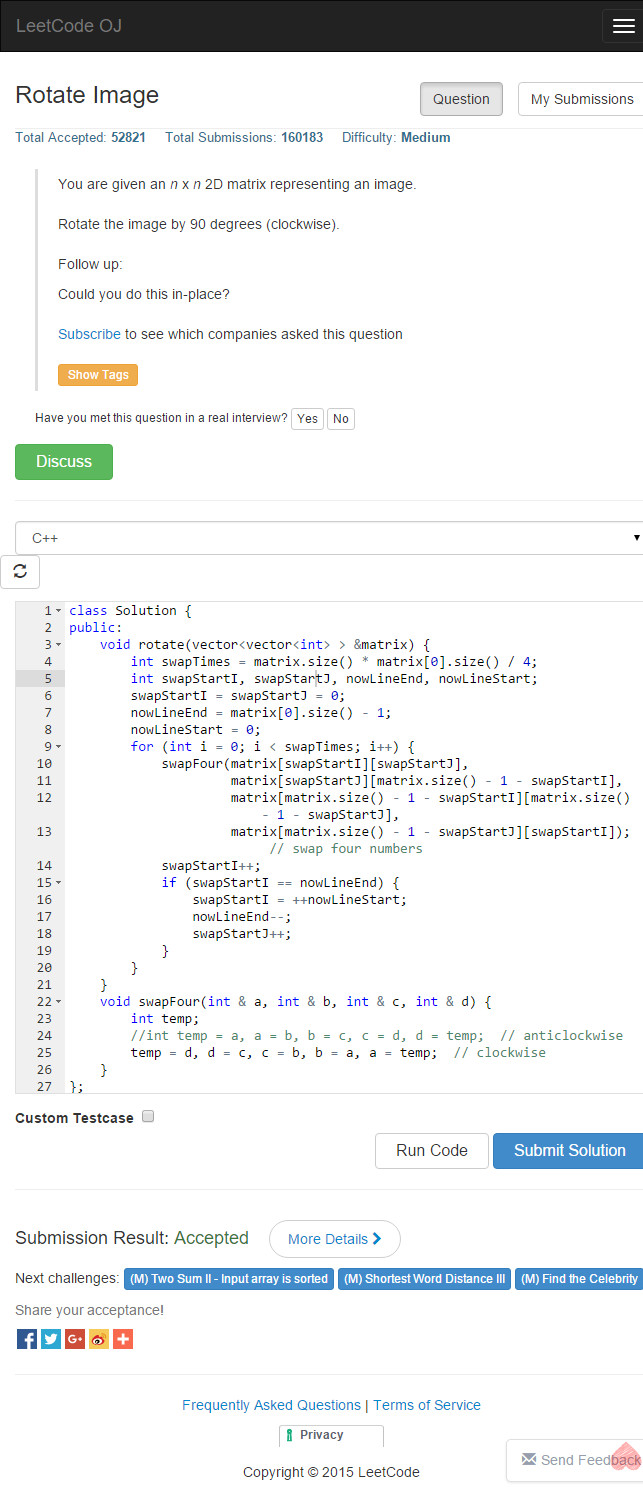 LeetCode OJ
Rotate Image
Question
My Submissions
Total Accepted: 52821 Total Submissions: 160183 Difficulty: Medium
You are given an n x n 2D matrix representing an image.
Rotate the image by 90 degrees (clockwise).
Follow up:
Could you do this in-place?
Subscribe to see which companies asked this question
Show Tags
Have you met this question in a real interview? Yes No
Discuss
C++
1 class Solution {
2 public:
3     void rotate(vector<vector<int> > &matrix) {
4         int swapTimes = matrix.size() * matrix[0].size() / 4;
5         int swapStartI, swapStartJ, nowLineEnd, nowLineStart;
6         swapStartI = swapStartJ = 0;
7         nowLineEnd = matrix[0].size() - 1;
8         nowLineStart = 0;
9         for (int i = 0; i < swapTimes; i++) {
10             swapFour(matrix[swapStartI][swapStartJ],
11                      matrix[swapStartJ][matrix.size() - 1 - swapStartI],
12                      matrix[matrix.size() - 1 - swapStartI][matrix.size()
- 1 - swapStartJ],
13                      matrix[matrix.size() - 1 - swapStartJ][swapStartI]);
// swap four numbers
14             swapStartI++;
15             if (swapStartI == nowLineEnd) {
16                 swapStartI = ++nowLineStart;
17                 nowLineEnd--;
18                 swapStartJ++;
19             }
20         }
21     }
22     void swapFour(int & a, int & b, int & c, int & d) {
23         int temp;
24         //int temp = a, a = b, b = c, c = d, d = temp;  // anticlockwise
25         temp = d, d = c, c = b, b = a, a = temp;  // clockwise
26     }
27 };
Custom Testcase
Run Code
Submit Solution
Submission Result: Accepted
More Details
Next challenges: (M) Two Sum II - Input array is sorted (M) Shortest Word Distance III (M) Find the Celebrity
Share your acceptance!
Frequently Asked Questions | Terms of Service
Privacy
Send Feedback
Copyright © 2015 LeetCode